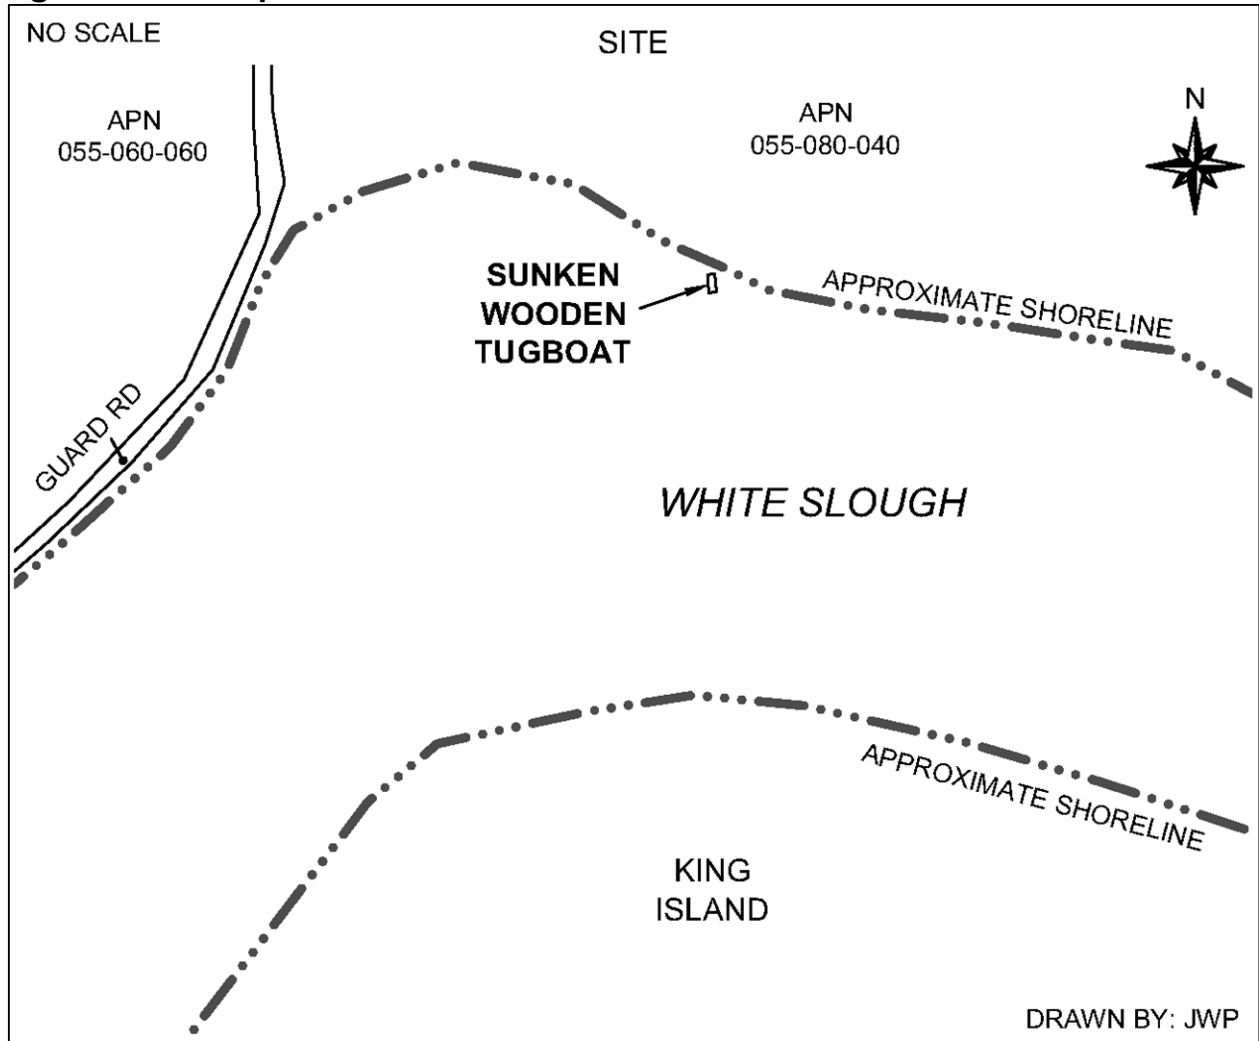 NO SCALE
SITE
APN
055-060-060
APN
055-080-040
N
SUNKEN
WOODEN
TUGBOAT
APPROXIMATE SHORELINE
GUARD RD
WHITE SLOUGH
APPROXIMATE SHORELINE
KING
ISLAND
DRAWN BY: JWP